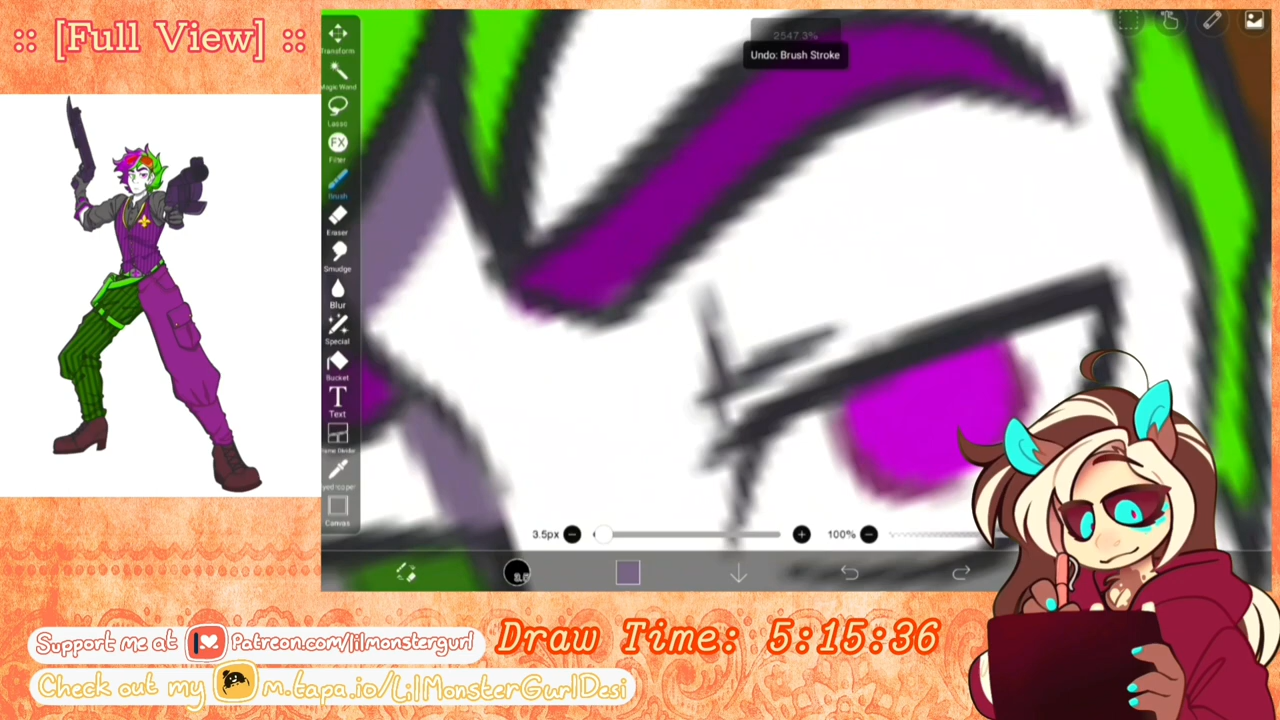 :: [Full View] ::
2547.3%
Undo: Brush Stroke
Transform
Magic Wand
Lasso
FX
Filter
Brush
Eraser
Smudge
Blur
Special
Bucket
T
Text
Canvas
3.5px
100%
Support me at Patreon.com/lilmonstergurl
Draw Time: 5:15:36
Check out my m.tapa.io/LilMonsterGurlDesi